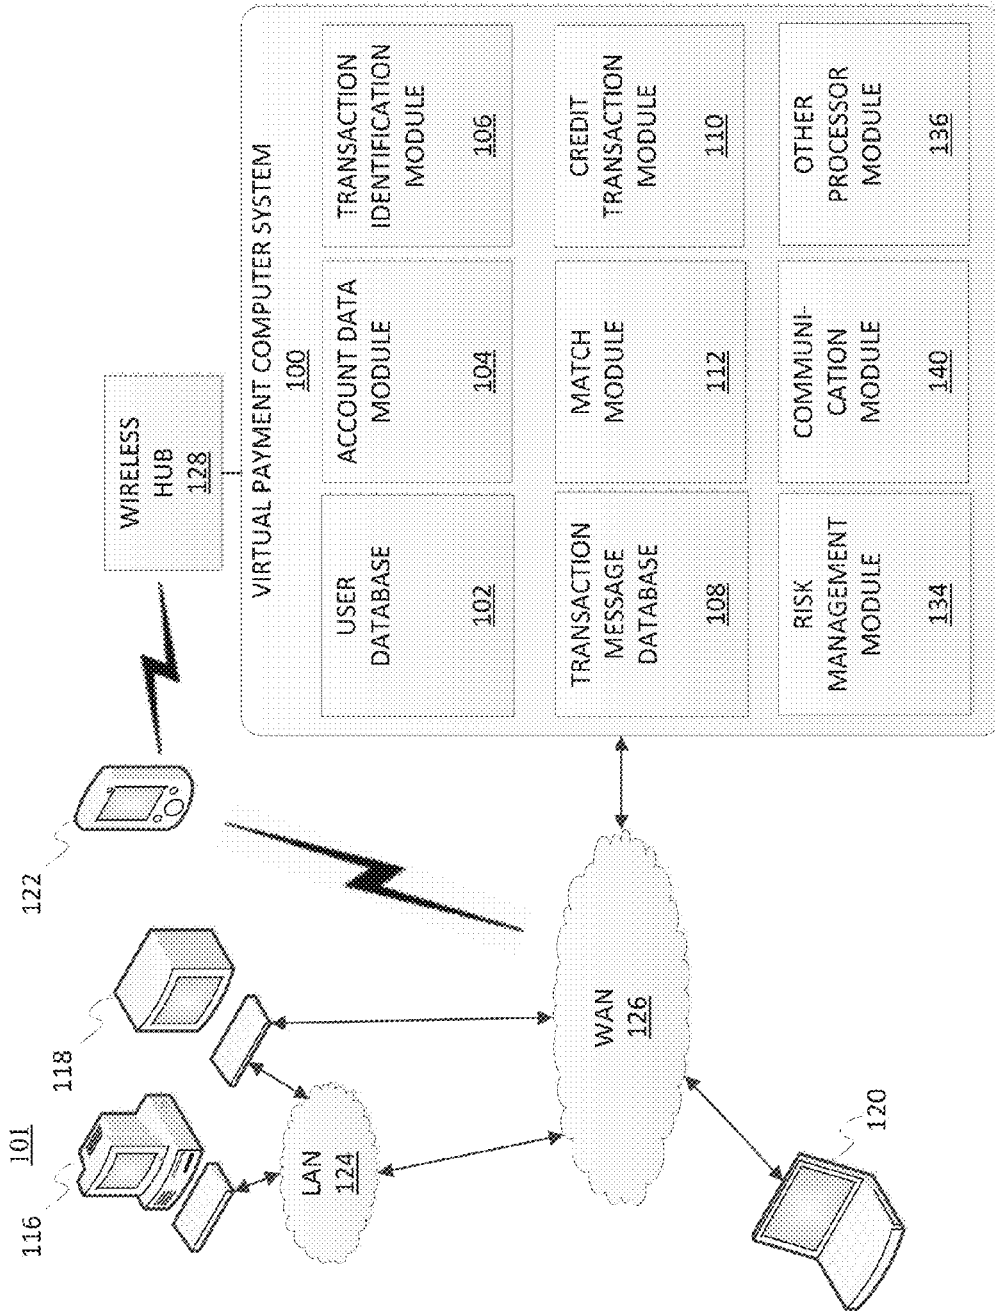 101
116
118
122
LAN
124
WAN
126
120
WIRELESS
HUB
128
VIRTUAL PAYMENT COMPUTER SYSTEM
100
USER
DATABASE
102
ACCOUNT DATA
MODULE
104
TRANSACTION
IDENTIFICATION
MODULE
106
TRANSACTION
MESSAGE
DATABASE
108
MATCH
MODULE
112
CREDIT
TRANSACTION
MODULE
110
RISK
MANAGEMENT
MODULE
134
COMMUNI-
CATION
MODULE
140
OTHER
PROCESSOR
MODULE
136